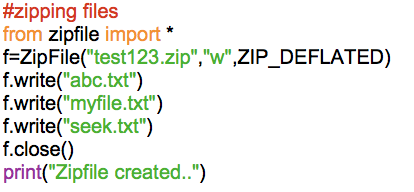 #zipping files
from zipfile import *
f=ZipFile("test123.zip","w",ZIP_DEFLATED)
f.write("abc.txt")
f.write("myfile.txt")
f.write("seek.txt")
f.close()
print("Zipfile created..")